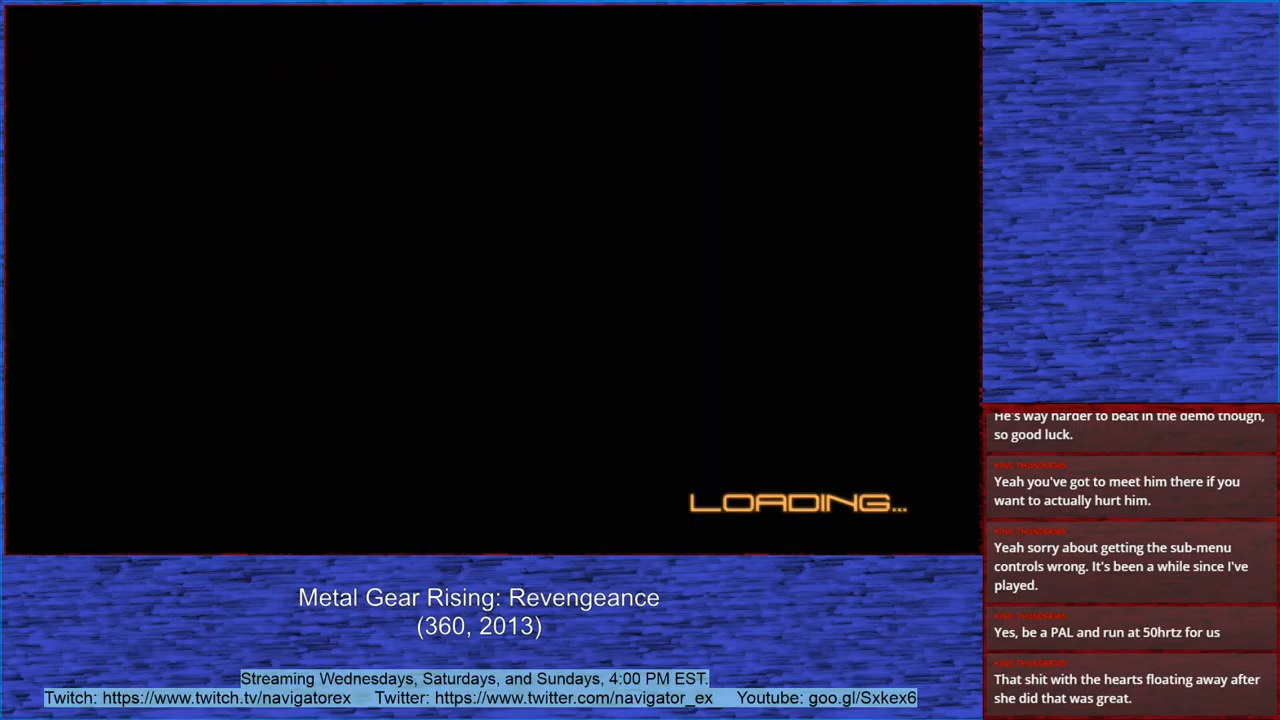 LOADING...
Metal Gear Rising: Revengeance
(360, 2013)
Streaming Wednesdays, Saturdays, and Sundays, 4:00 PM EST.
Twitch: https://www.twitch.tv/navigatorex Twitter: https://www.twitter.com/navigator_ex Youtube: goo.gl/Sxkex6
He's way harder to beat in the demo though,
so good luck.
Yeah you've got to meet him there if you
want to actually hurt him.
Yeah sorry about getting the sub-menu
controls wrong. It's been a while since I've
played.
Yes, be a PAL and run at 50hrtz for us
That shit with the hearts floating away after
she did that was great.